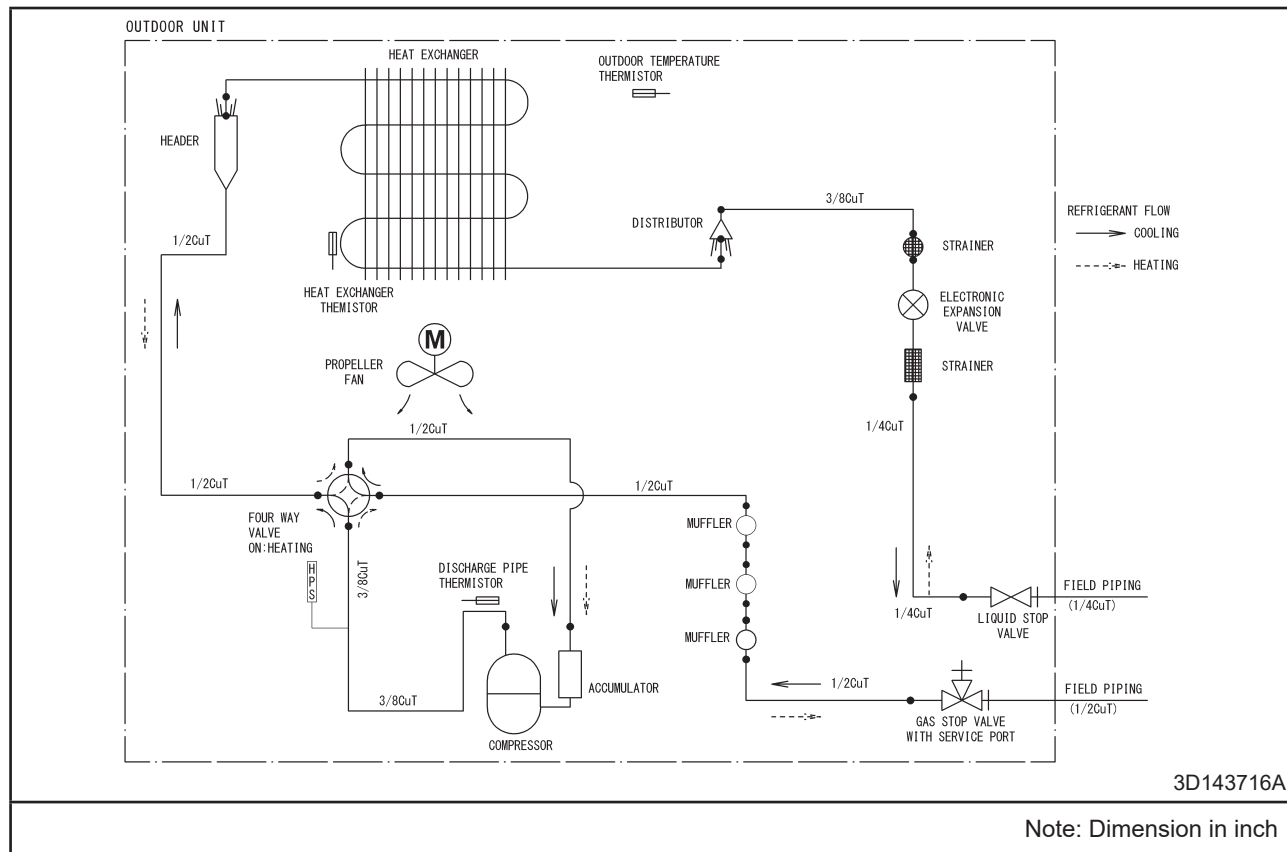 OUTDOOR UNIT
HEAT EXCHANGER
OUTDOOR TEMPERATURE
THERMISTOR
HEADER
3/8CuT
DISTRIBUTOR
REFRIGERANT FLOW
COOLING
HEATING
1/2CuT
STRAINER
HEAT EXCHANGER
THEMISTOR
ELECTRONIC
EXPANSION
VALVE
M
PROPELLER
FAN
STRAINER
1/2CuT
1/4CuT
1/2CuT
1/2CuT
FOUR WAY
VALVE
ON:HEATING
MUFFLER
HPS
3/8CuT
DISCHARGE PIPE
THERMISTOR
MUFFLER
FIELD PIPING
(1/4CuT)
1/4CuT
LIQUID STOP
VALVE
MUFFLER
3/8CuT
ACCUMULATOR
1/2CuT
FIELD PIPING
(1/2CuT)
COMPRESSOR
GAS STOP VALVE
WITH SERVICE PORT
3D143716A
Note: Dimension in inch